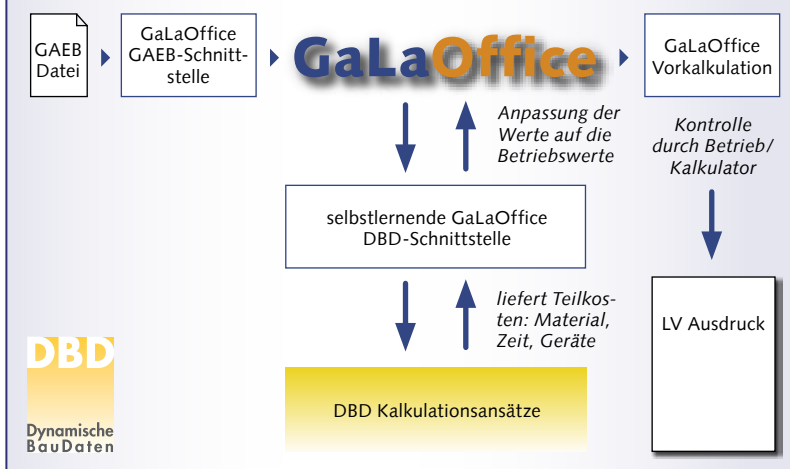 GAEB
Datei
GaLaOffice
GAEB-Schnitt-
stelle
GaLaOffice
GaLaOffice
Vorkalkulation
Anpassung der
Werte auf die
Betriebswerte
Kontrolle
durch Betrieb/
Kalkulator
selbstlernende GaLaOffice
DBD-Schnittstelle
liefert Teilkos-
ten: Material,
Zeit, Geräte
LV Ausdruck
DBD Kalkulationsansätze
DBD
Dynamische
BauDaten